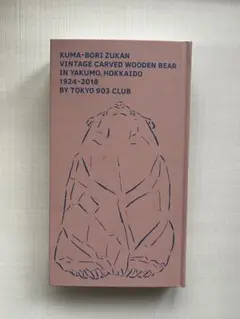 KUMA-BORI ZUKAN
VINTAGE CARVED WOODEN BEAR
IN YAKUMO, HOKKAIDO
1924-2018
BY TOKYO 903 CLUB